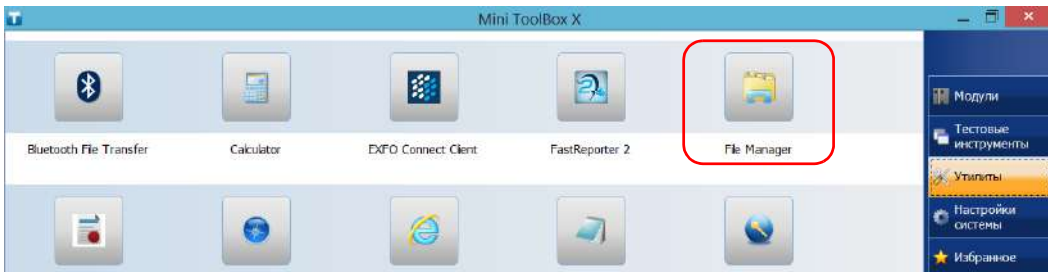 Mini ToolBox X
Bluetooth File Transfer
Calculator
EXFO Connect Client
FastReporter 2
File Manager
Модули
Тестовые
инструменты
Утилиты
Настройки
системы
Избранное